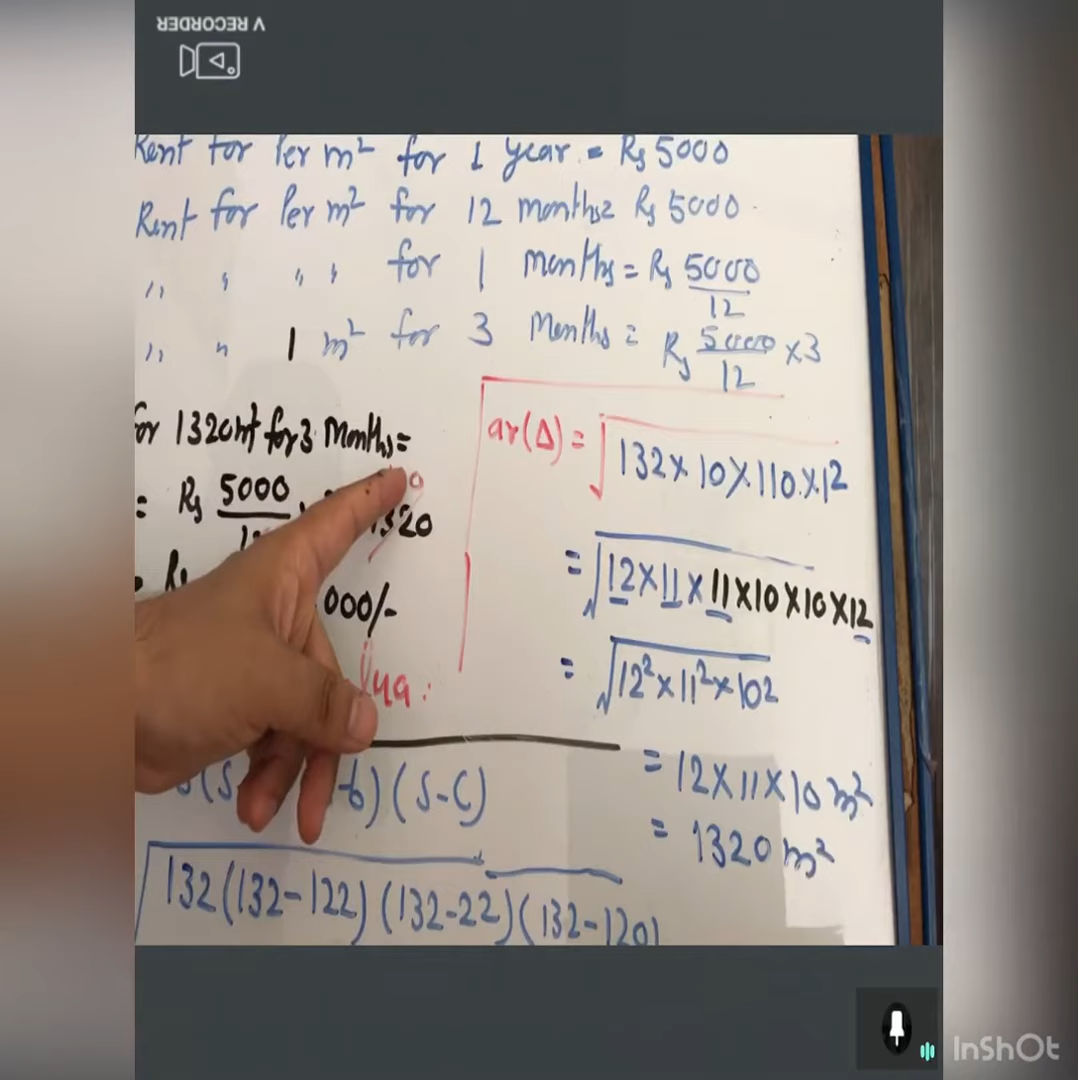 V RECORDER
Rent for Per m² for 1 year = Rs 5000
Rent for Per m² for 12 months = Rs 5000
,, ,, ,, ,, for 1 months = Rs 5000/12
,, ,, 1 m² for 3 Months = Rs 5000/12 ×3
for 1320m² for 3 Months =
= Rs 5000
1320
= Rs
000/-
ar(Δ) = √132×10×110×12
= √12×11×11×10×10×12
= √12²×11²×10²
= 12×11×10 m²
= 1320 m²
b)(S-C)
√132(132-122)(132-22)(132-120)
InShOt